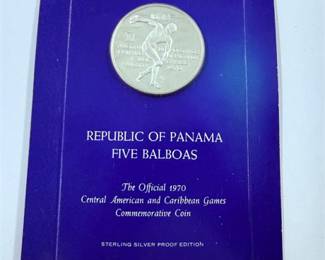 REPUBLIC OF PANAMA
FIVE BALBOAS
The Official 1970
Central American and Caribbean Games
Commemorative Coin
STERLING SILVER PROOF EDITION